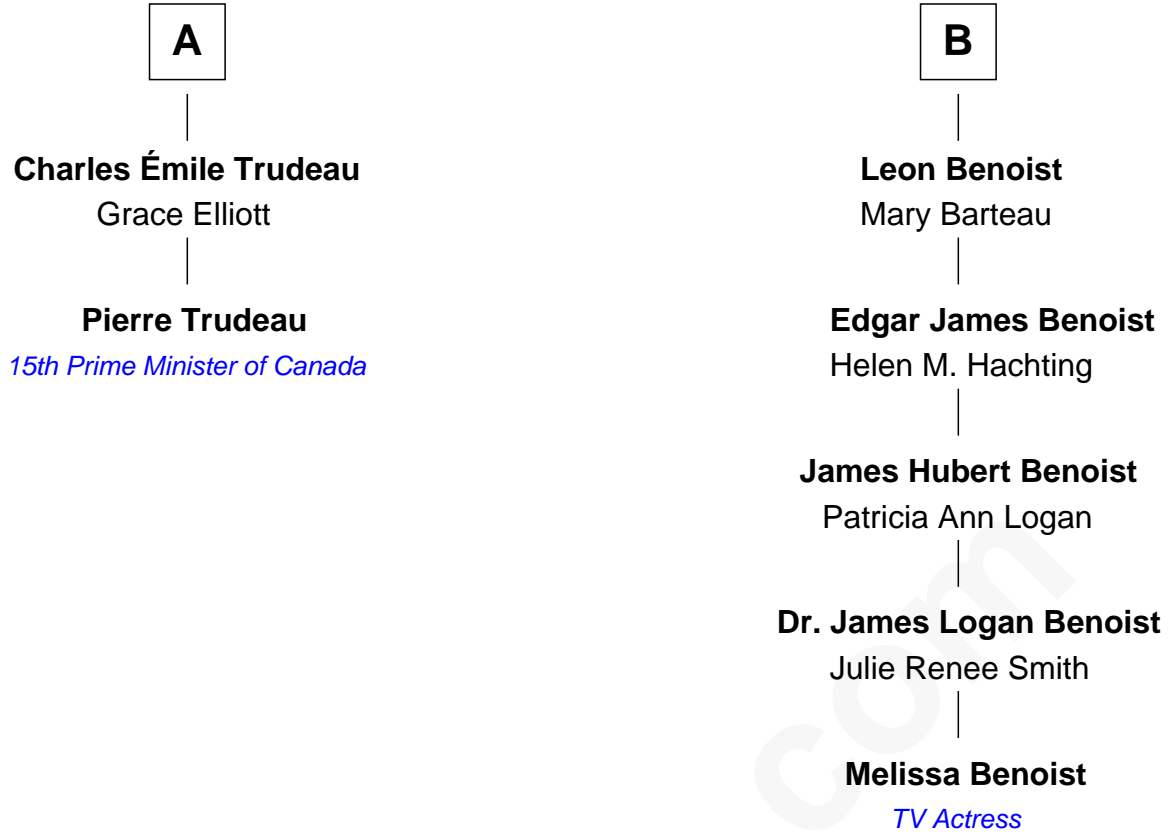 A
Charles Émile Trudeau
Grace Elliott
Pierre Trudeau
15th Prime Minister of Canada
B
Leon Benoist
Mary Barteau
Edgar James Benoist
Helen M. Hachting
James Hubert Benoist
Patricia Ann Logan
Dr. James Logan Benoist
Julie Renee Smith
Melissa Benoist
TV Actress
com